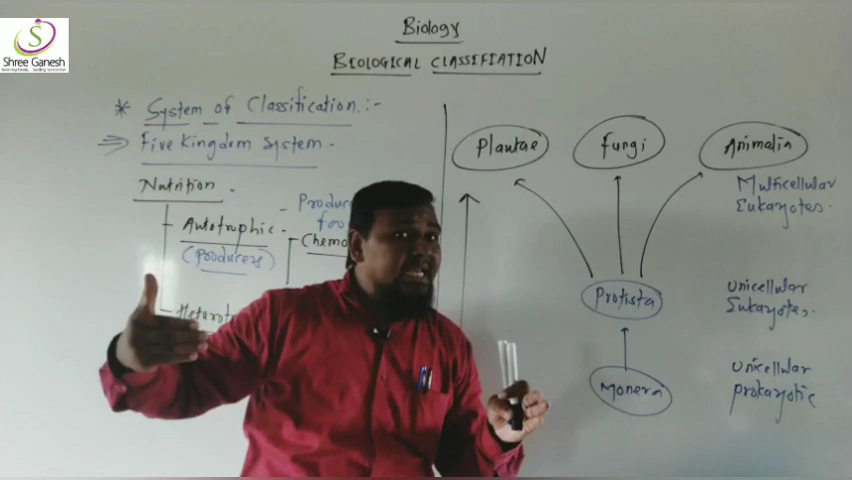 S
Shree Ganesh
Biology
BIOLOGICAL CLASSIFIATION
* System of Classification :-
Five Kingdom System -
Nutrition -
Autotrophic -
(Producers)
Plantae
Fungi
Animalia
Multicellular
Eukaryotes.
Protista
Unicellular
Eukaryotes.
Monera
Unicellular
Prokaryotic